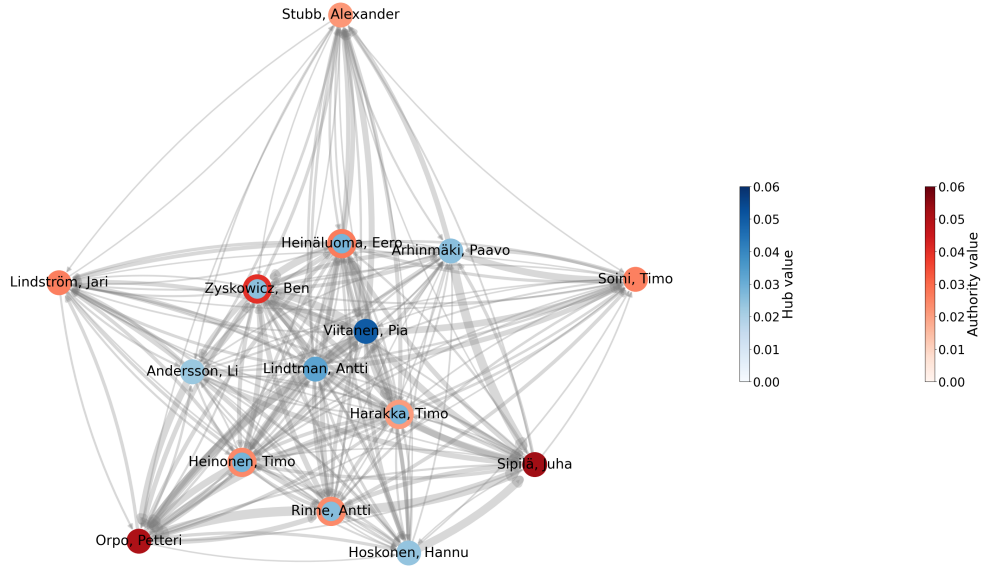 Stubb, Alexander
Heinäluoma, Eero
Arhinmäki, Paavo
Lindström, Jari
Zyskowicz, Ben
Soini, Timo
Viitanen, Pia
Andersson, Li
Lindtman, Antti
Harakka, Timo
Heinonen, Timo
Sipilä, Juha
Rinne, Antti
Orpo, Petteri
Hoskonen, Hannu
0.06
0.05
0.04
0.03
0.02
0.01
0.00
Hub value
0.06
0.05
0.04
0.03
0.02
0.01
0.00
Authority value